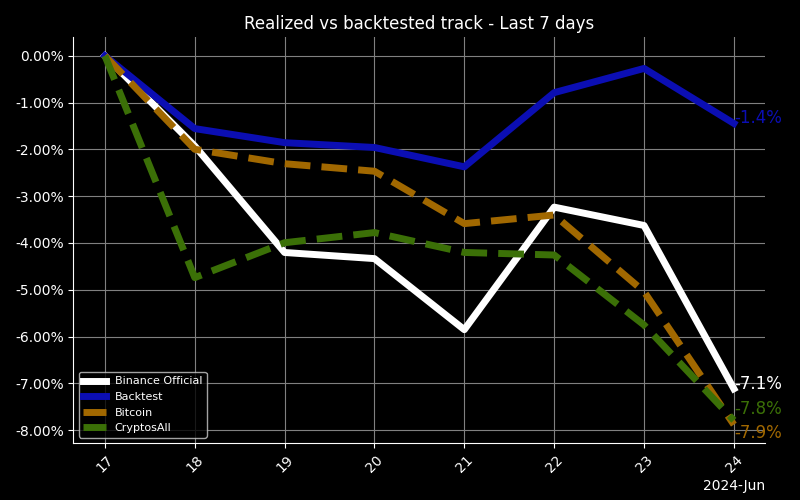 Realized vs backtested track - Last 7 days
0.00%
-1.00%
-2.00%
-3.00%
-4.00%
-5.00%
-6.00%
-7.00%
-8.00%
-1.4%
-7.1%
-7.8%
-7.9%
Binance Official
Backtest
Bitcoin
CryptosAll
17 18 19 20 21 22 23 24
2024-Jun